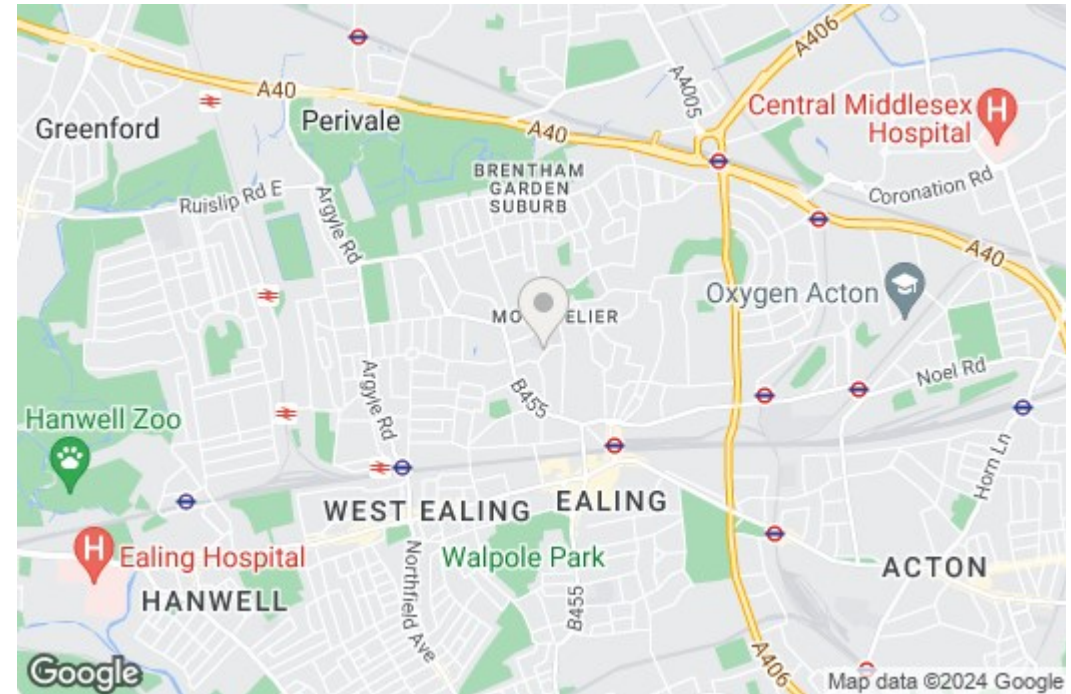 A406
A4005
A40
Central Middlesex
Hospital
H
Greenford
Perivale
A40
BRENTHAM
GARDEN
SUBURB
Coronation Rd
Ruislip Rd E
Argyle Rd
A40
Oxygen Acton
MO
ELIER
Noel Rd
Argyle Rd
B455
Hanwell Zoo
Horn Ln
WEST EALING
EALING
H
Ealing Hospital
Walpole Park
ACTON
HANWELL
Northfield Ave
B455
A406
Google
Map data ©2024 Google